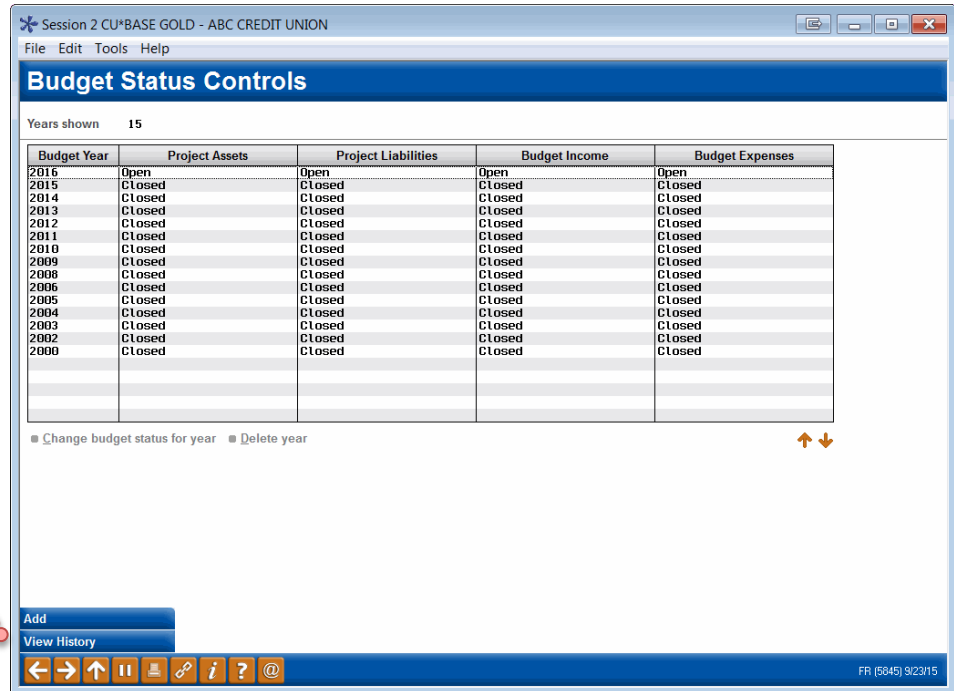 Session 2 CU*BASE GOLD - ABC CREDIT UNION
File Edit Tools Help
Budget Status Controls
Years shown 15
Budget Year Project Assets Project Liabilities Budget Income Budget Expenses
2016 Open Open Open Open
2015 Closed Closed Closed Closed
2014 Closed Closed Closed Closed
2013 Closed Closed Closed Closed
2012 Closed Closed Closed Closed
2011 Closed Closed Closed Closed
2010 Closed Closed Closed Closed
2009 Closed Closed Closed Closed
2008 Closed Closed Closed Closed
2006 Closed Closed Closed Closed
2005 Closed Closed Closed Closed
2004 Closed Closed Closed Closed
2003 Closed Closed Closed Closed
2002 Closed Closed Closed Closed
2000 Closed Closed Closed Closed
Change budget status for year Delete year
Add
View History
i ? @ FR (5845) 9/23/15